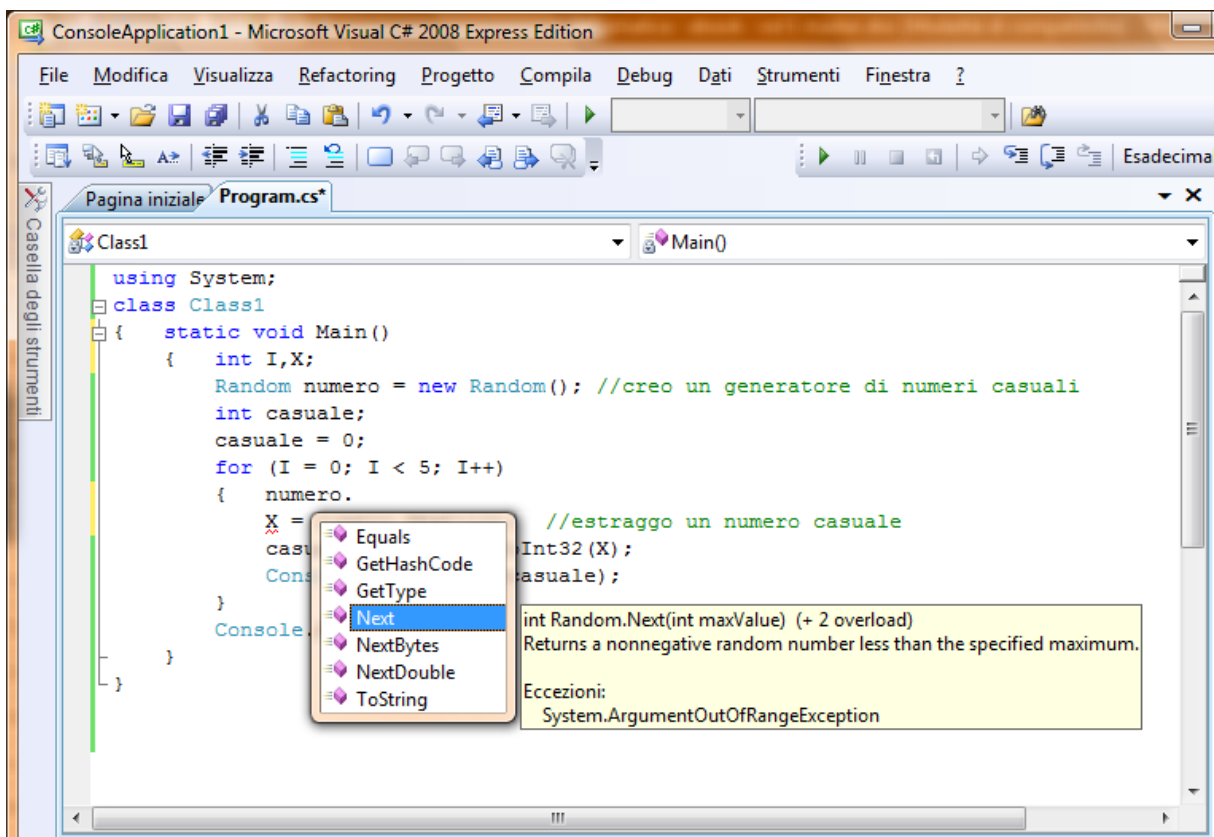 ConsoleApplication1 - Microsoft Visual C# 2008 Express Edition
File Modifica Visualizza Refactoring Progetto Compila Debug Dati Strumenti Finestra ?
Esadecima
Pagina iniziale Program.cs*
Casella degli strumenti
Class1 Main()
using System;
class Class1
{ static void Main()
{ int I,X;
Random numero = new Random(); //creo un generatore di numeri casuali
int casuale;
casuale = 0;
for (I = 0; I < 5; I++)
{ numero.
X = //estraggo un numero casuale
Int32(X);
casuale);
}
Console.
}
}
Equals
GetHashCode
GetType
Next
NextBytes
NextDouble
ToString
int Random.Next(int maxValue) (+ 2 overload)
Returns a nonnegative random number less than the specified maximum.
Eccezioni:
System.ArgumentOutOfRangeException